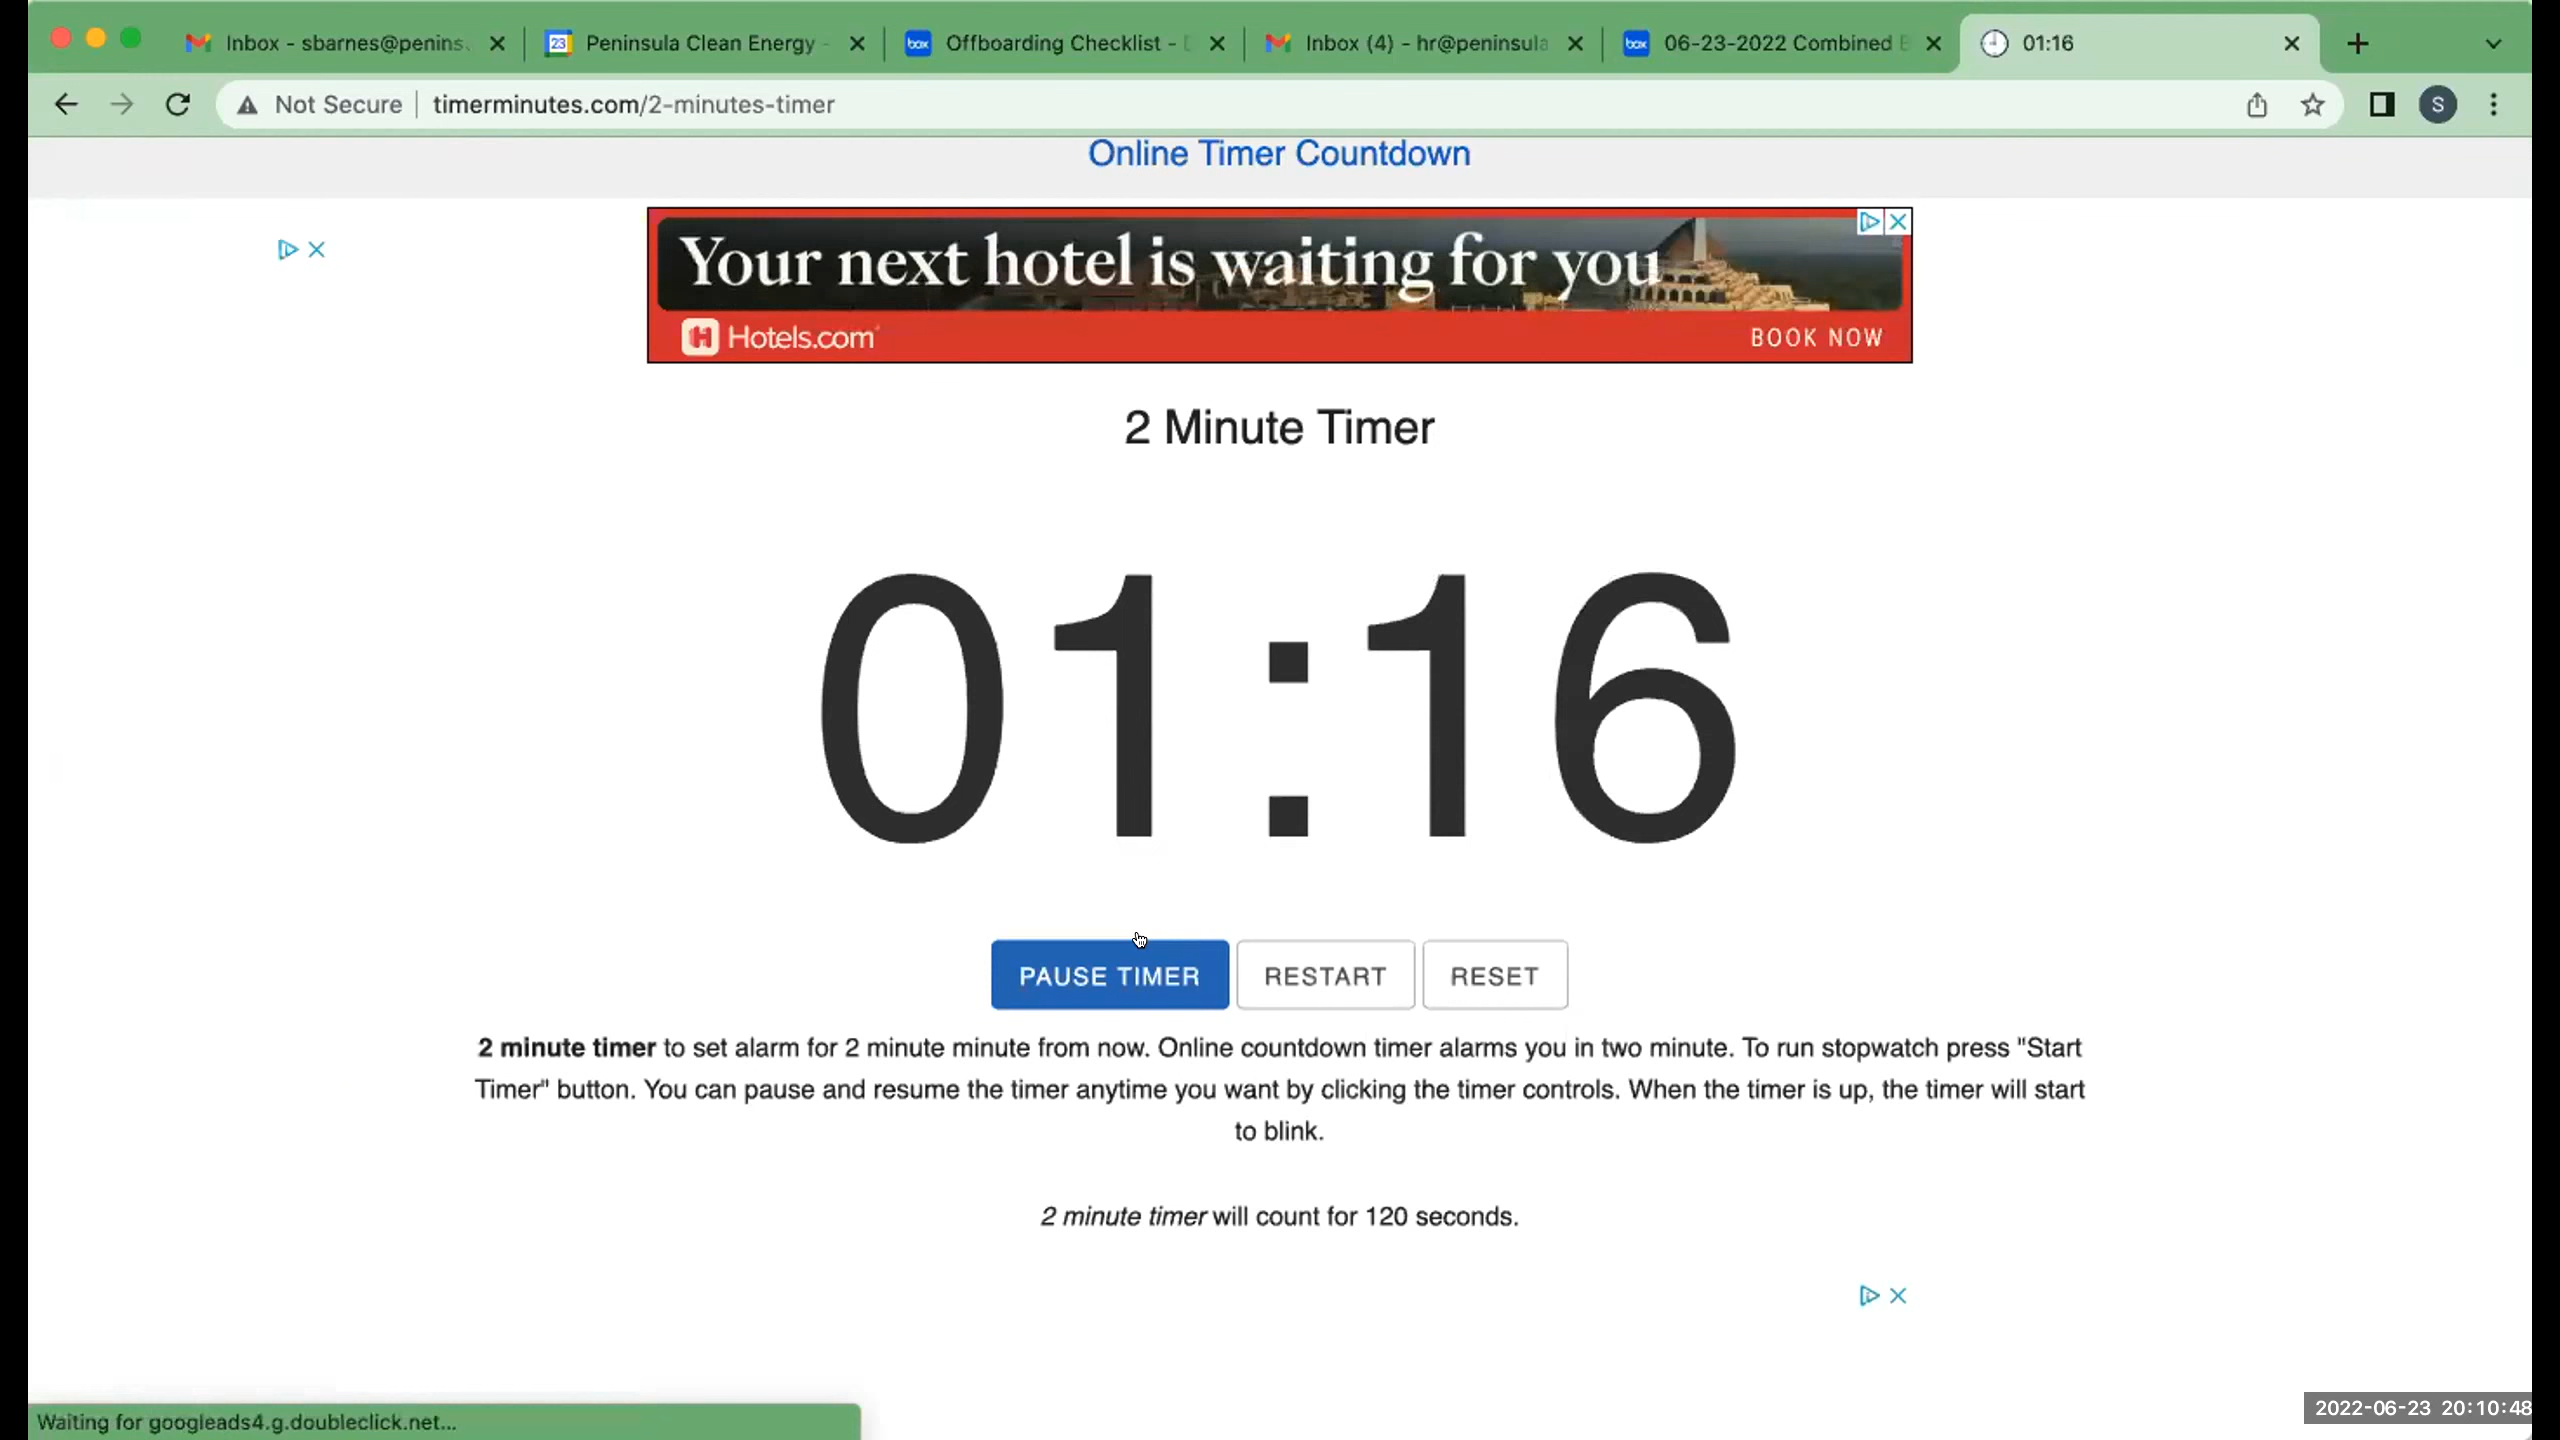 Inbox - sbarnes@penins
Peninsula Clean Energy -
Offboarding Checklist -
Inbox (4) - hr@peninsula
06-23-2022 Combined
01:16
Not Secure
timerminutes.com/2-minutes-timer
S
Online Timer Countdown
Your next hotel is waiting for you
Hotels.com
BOOK NOW
2 Minute Timer
01:16
PAUSE TIMER
RESTART
RESET
2 minute timer to set alarm for 2 minute minute from now. Online countdown timer alarms you in two minute. To run stopwatch press "Start
Timer" button. You can pause and resume the timer anytime you want by clicking the timer controls. When the timer is up, the timer will start
to blink.
2 minute timer will count for 120 seconds.
Waiting for googleads4.g.doubleclick.net...
2022-06-23 20:10:48